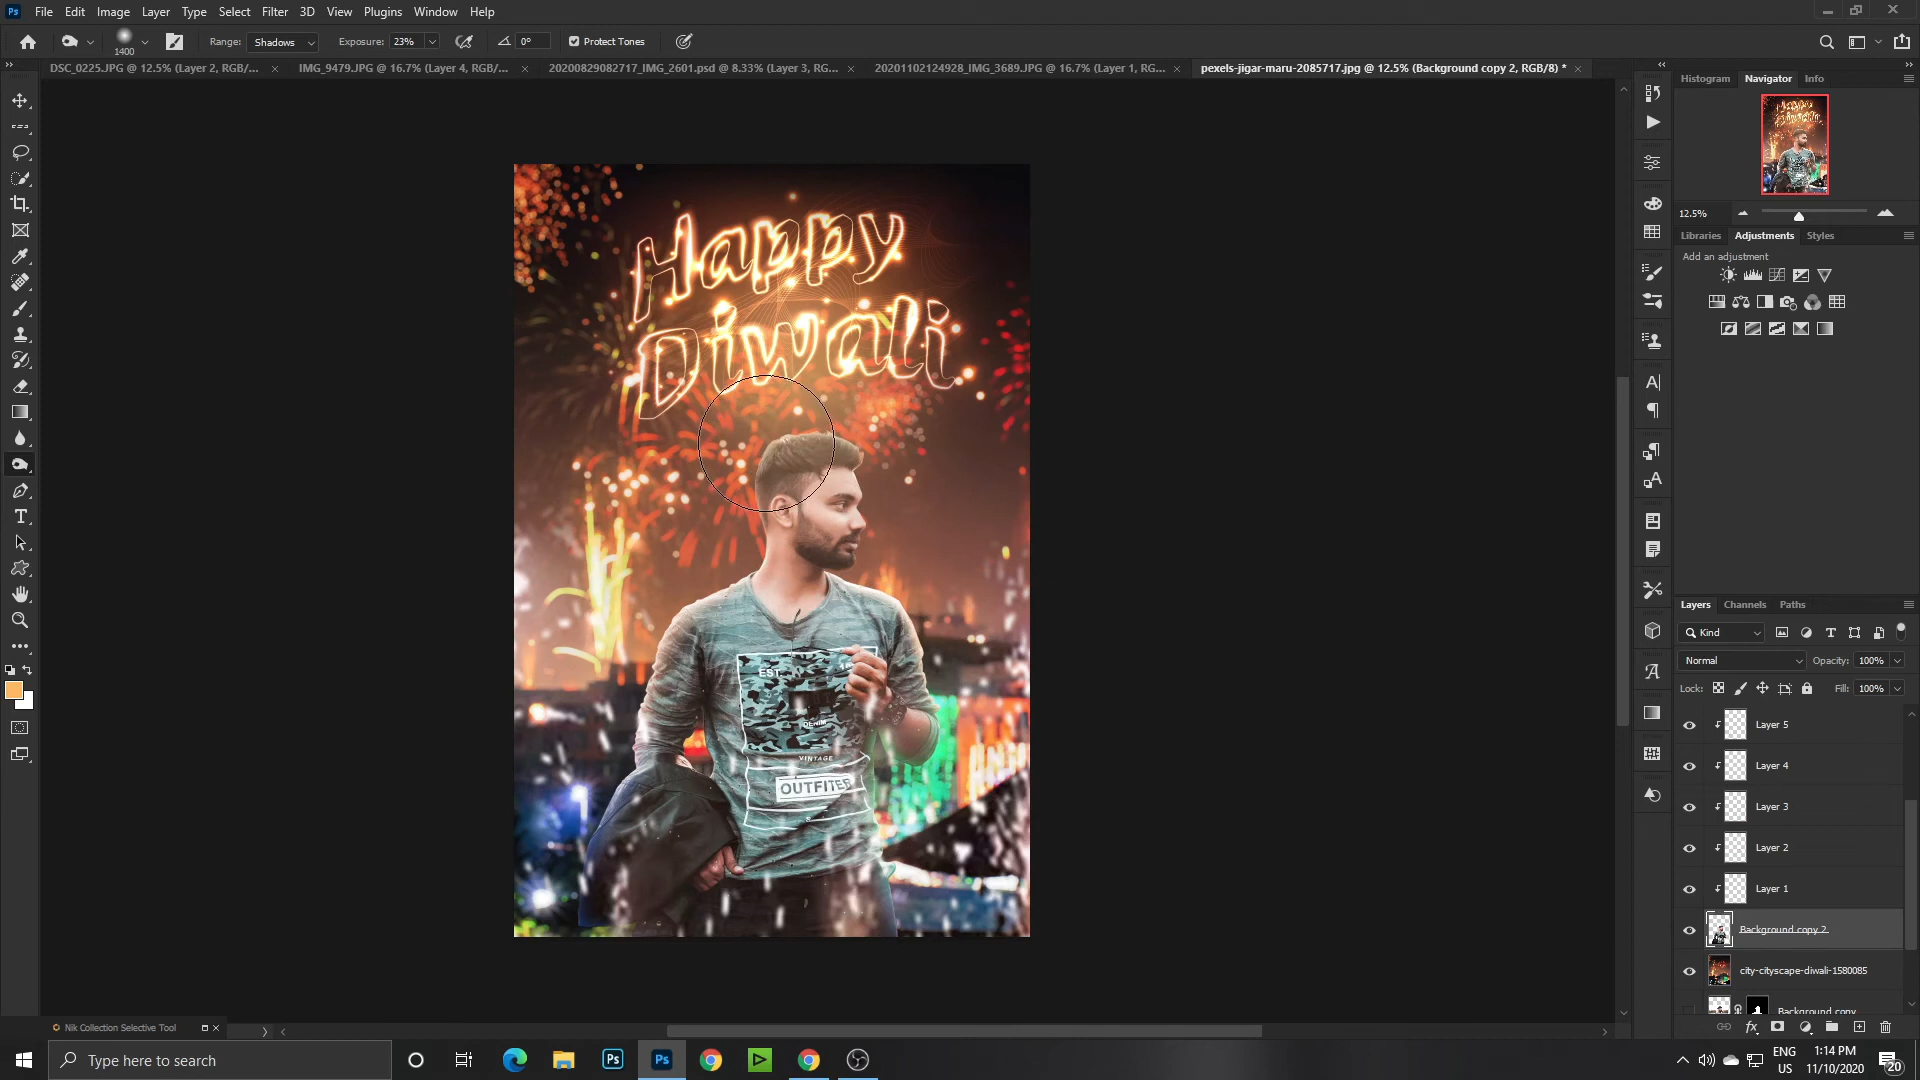 File Edit Image Layer Type Select Filter 3D View Plugins Window Help
1400 Range: Shadows Exposure: 23% 0° Protect Tones
DSC_0225.JPG @ 12.5% (Layer 2, RGB/... IMG_9479.JPG @ 16.7% (Layer 4, RGB/... 20200829082717_IMG_2601.psd @ 8.33% (Layer 3, RG... 20201102124928_IMG_3689.JPG @ 16.7% (Layer 1, RG... pexels-jigar-maru-2085717.jpg @ 12.5% (Background copy 2, RGB/8) *
Histogram Navigator Info
12.5%
Libraries Adjustments Styles
Add an adjustment
Happy
Diwali
EST.
DENIM
VINTAGE
OUTFITES
Layers Channels Paths
Kind
Normal Opacity: 100%
Lock: Fill: 100%
Layer 5
Layer 4
Layer 3
Layer 2
Layer 1
Background copy 2
city-cityscape-diwali-1580085
Background copy
Nik Collection Selective Tool
Type here to search
ENG
US
1:14 PM
11/10/2020
20